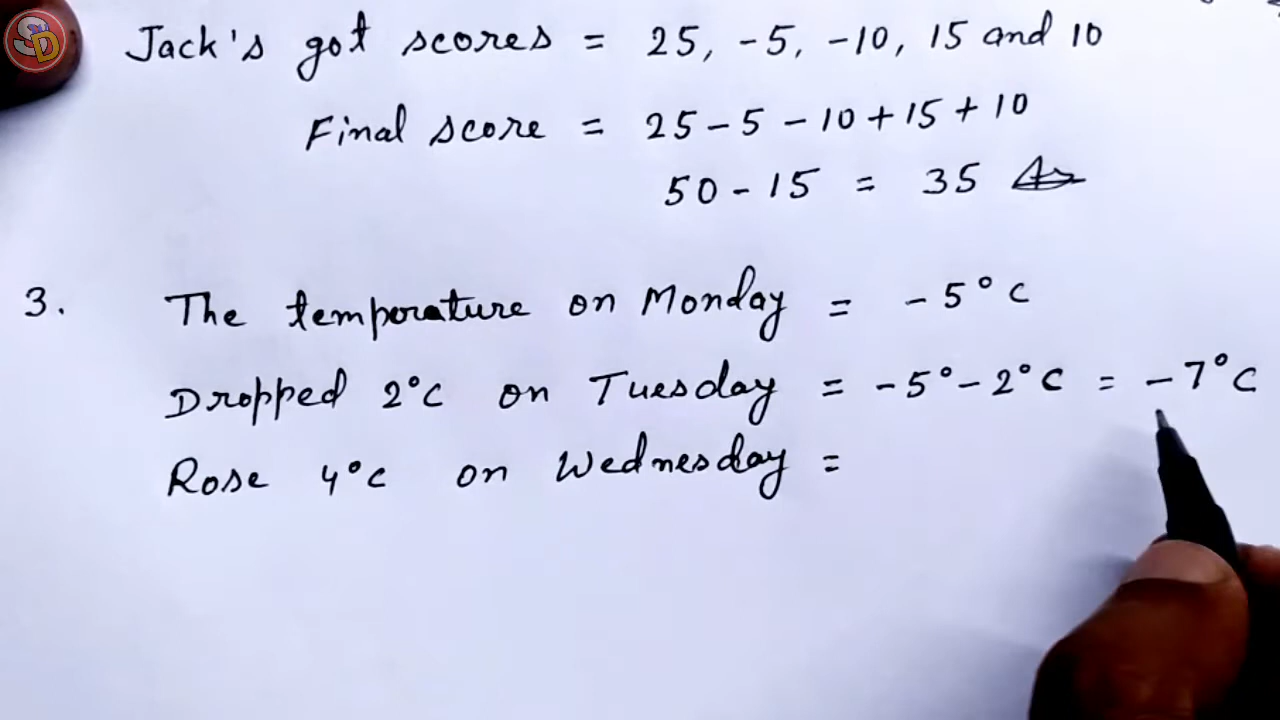 SD
Jack's got scores = 25, -5, -10, 15 and 10
Final score = 25 - 5 - 10 + 15 + 10
50 - 15 = 35 Ans
3. The temperature on Monday = -5°C
Dropped 2°C on Tuesday = -5° - 2°C = -7°C
Rose 4°C on Wednesday =